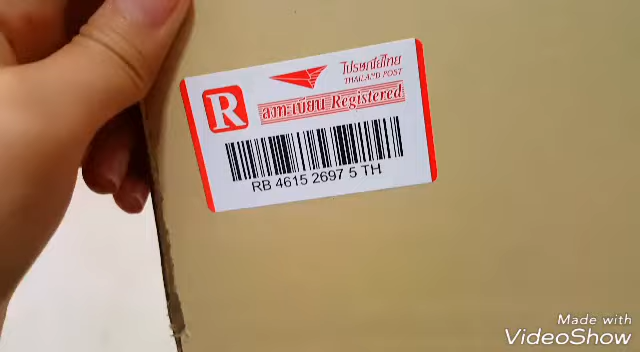 ไปรษณีย์ไทย
THAILAND POST
R
ลงทะเบียน Registered
RB 4615 2697 5 TH
Made with
VideoShow